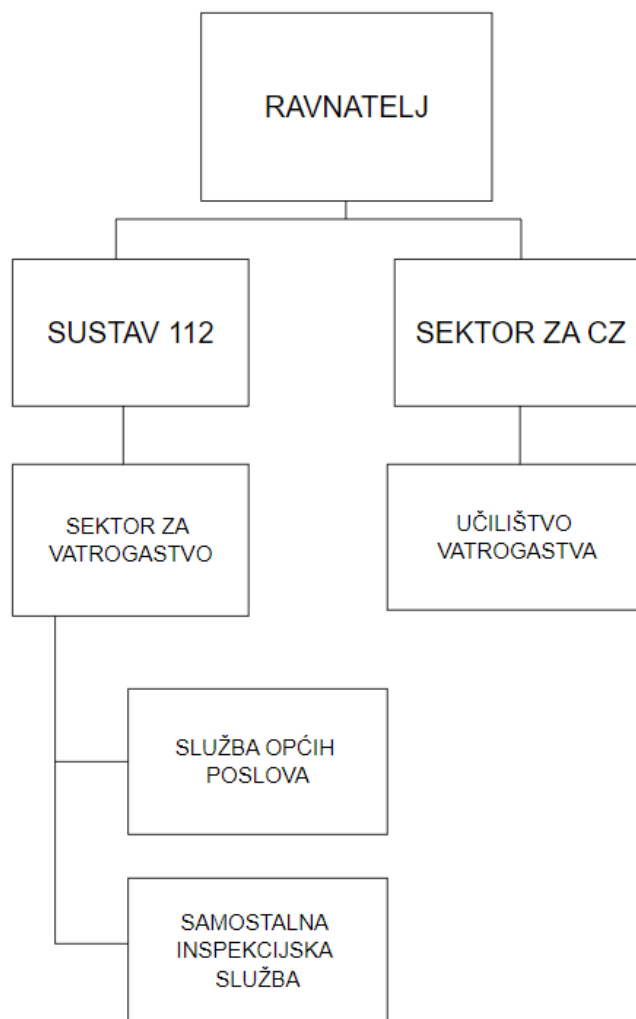 RAVNATELJ
SUSTAV 112
SEKTOR ZA CZ
SEKTOR ZA
VATROGASTVO
UČILIŠTVO
VATROGASTVA
SLUŽBA OPĆIH
POSLOVA
SAMOSTALNA
INSPEKCIJSKA
SLUŽBA